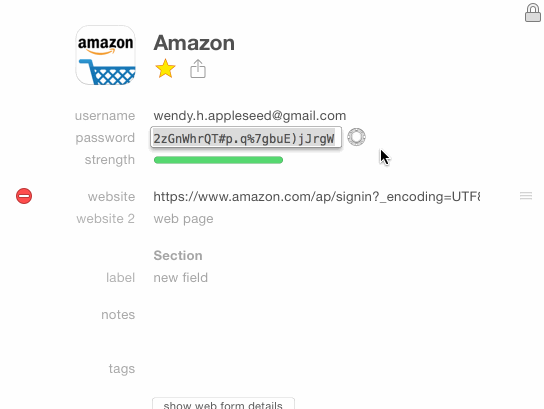 amazon
Amazon
username wendy.h.appleseed@gmail.com
password 2zGnWhrQT#p.q%7gbuE)jJrgW
strength
website https://www.amazon.com/ap/signin?_encoding=UTF8
website 2 web page
Section
label new field
notes
tags
show web form details